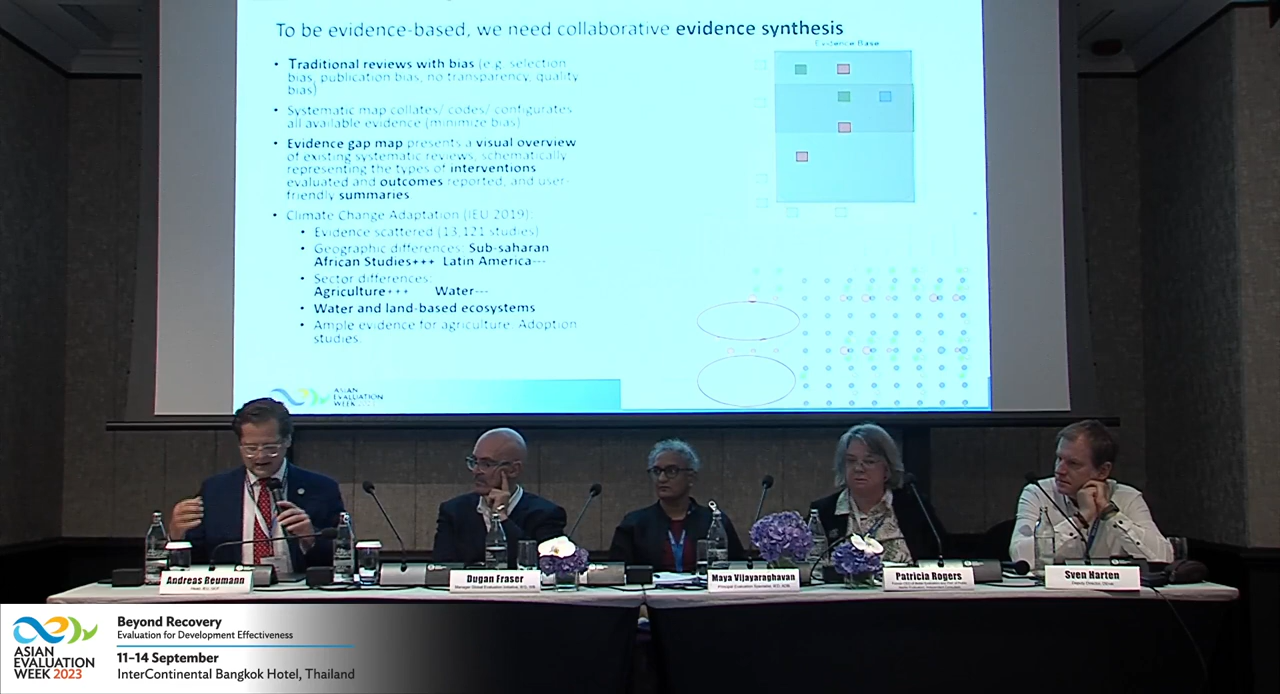 To be evidence-based, we need collaborative evidence synthesis
Evidence Base
• Traditional reviews with bias (e.g. selection
bias, publication bias, no transparency, quality
bias)
• Systematic map collates/ codes/ configurates
all available evidence (minimize bias)
• Evidence gap map presents a visual overview
of existing systematic reviews, schematically
representing the types of interventions
evaluated and outcomes reported, and user-
friendly summaries
• Climate Change Adaptation (IEU 2019):
• Evidence scattered (13,121 studies)
• Geographic differences: Sub-saharan
African Studies+++ Latin America---
• Sector differences:
Agriculture+++ Water---
• Water and land-based ecosystems
• Ample evidence for agriculture. Adoption
studies.
ASIAN
EVALUATION
WEEK
Andreas Reumann
Dugan Fraser
Maya Vijayaraghavan
Patricia Rogers
Sven Harten
ASIAN
EVALUATION
WEEK 2023
Beyond Recovery
Evaluation for Development Effectiveness
11–14 September
InterContinental Bangkok Hotel, Thailand